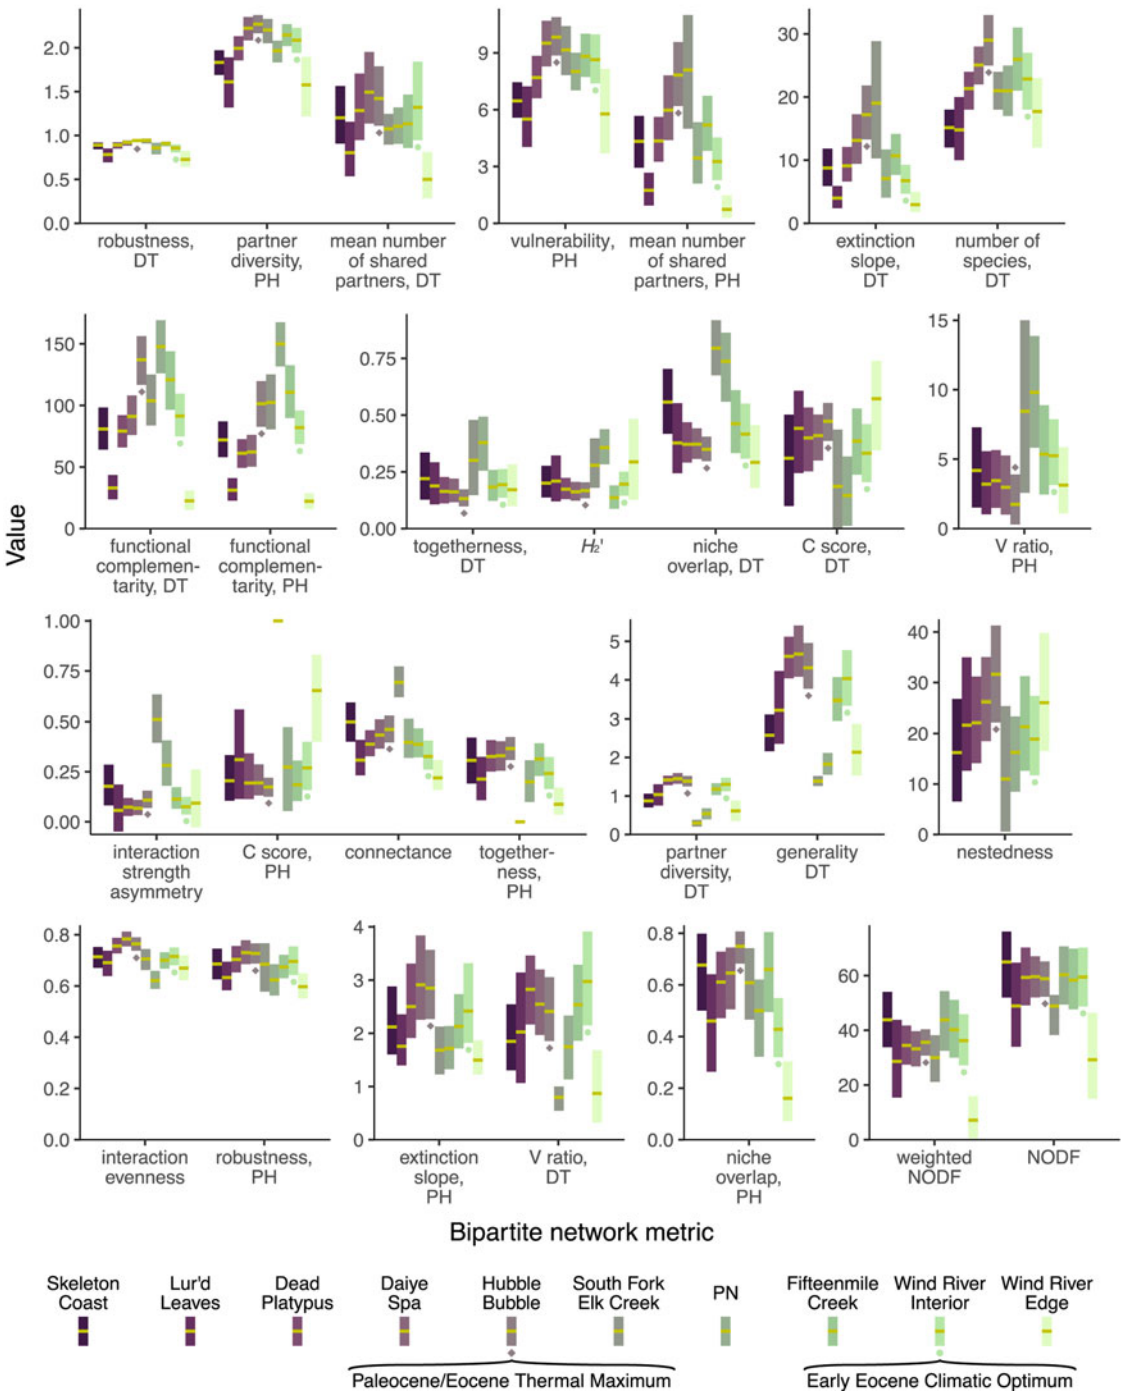 2.0
1.5
1.0
0.5
0.0
robustness,
DT
partner
diversity,
PH
mean number
of shared
partners, DT
9
6
3
0
vulnerability,
PH
mean number
of shared
partners, PH
30
20
10
0
extinction
slope,
DT
number of
species,
DT
150
100
50
0
functional
complemen-
tarity, DT
functional
complemen-
tarity, PH
0.75
0.50
0.25
0.00
togetherness,
DT
H₂'
niche
overlap, DT
C score,
DT
15
10
5
0
V ratio,
PH
Value
1.00
0.75
0.50
0.25
0.00
interaction
strength
asymmetry
C score,
PH
connectance
together-
ness,
PH
5
4
3
2
1
0
partner
diversity,
DT
generality
DT
40
30
20
10
0
nestedness
0.8
0.6
0.4
0.2
0.0
interaction
evenness
robustness,
PH
4
3
2
1
0
extinction
slope,
PH
V ratio,
DT
0.8
0.6
0.4
0.2
0.0
niche
overlap,
PH
60
40
20
0
weighted
NODF
NODF
Bipartite network metric
Skeleton
Coast
Lur'd
Leaves
Dead
Platypus
Daiye
Spa
Hubble
Bubble
South Fork
Elk Creek
PN
Fifteenmile
Creek
Wind River
Interior
Wind River
Edge
Paleocene/Eocene Thermal Maximum
Early Eocene Climatic Optimum